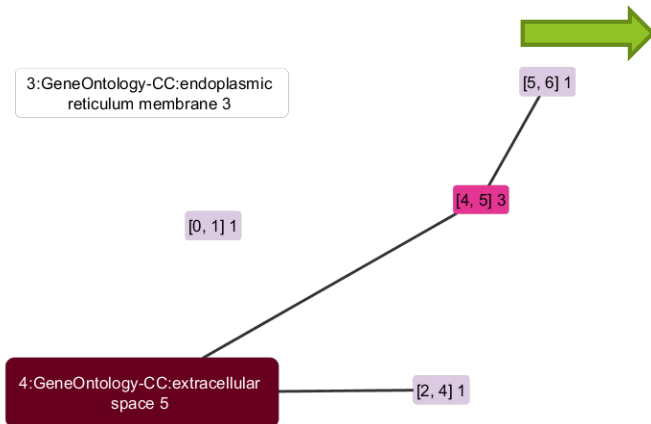 3:GeneOntology-CC:endoplasmic
reticulum membrane 3
[5, 6] 1
[4, 5] 3
[0, 1] 1
4:GeneOntology-CC:extracellular
space 5
[2, 4] 1